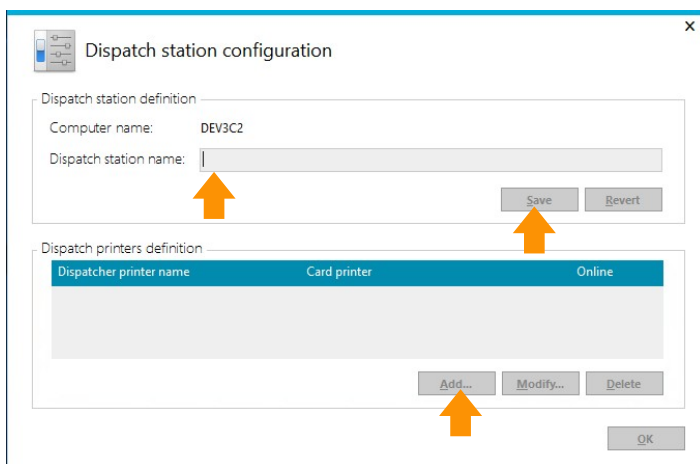 x
Dispatch station configuration
Dispatch station definition
Computer name: DEV3C2
Dispatch station name:
Save Revert
Dispatch printers definition
Dispatcher printer name Card printer Online
Add... Modify... Delete
OK